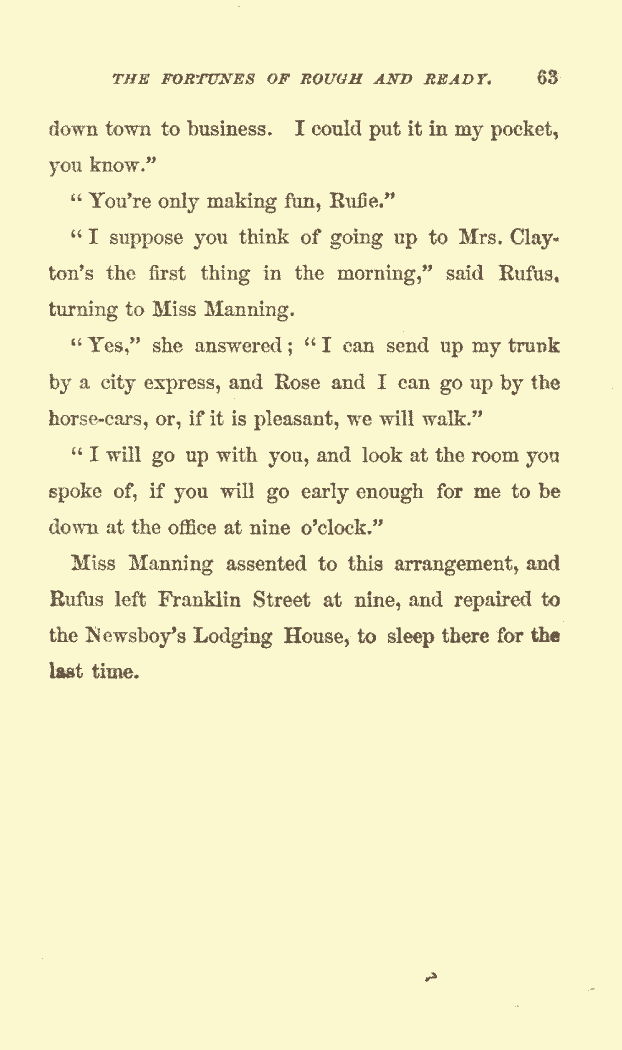 THE FORTUNES OF ROUGH AND READY. 63
down town to business. I could put it in my pocket,
you know.”
“ You’re only making fun, Rufie.”
“ I suppose you think of going up to Mrs. Clay-
ton’s the first thing in the morning,” said Rufus,
turning to Miss Manning.
“ Yes,” she answered ; “ I can send up my trunk
by a city express, and Rose and I can go up by the
horse-cars, or, if it is pleasant, we will walk.”
“ I will go up with you, and look at the room you
spoke of, if you will go early enough for me to be
down at the office at nine o’clock.”
Miss Manning assented to this arrangement, and
Rufus left Franklin Street at nine, and repaired to
the Newsboy’s Lodging House, to sleep there for the
last time.